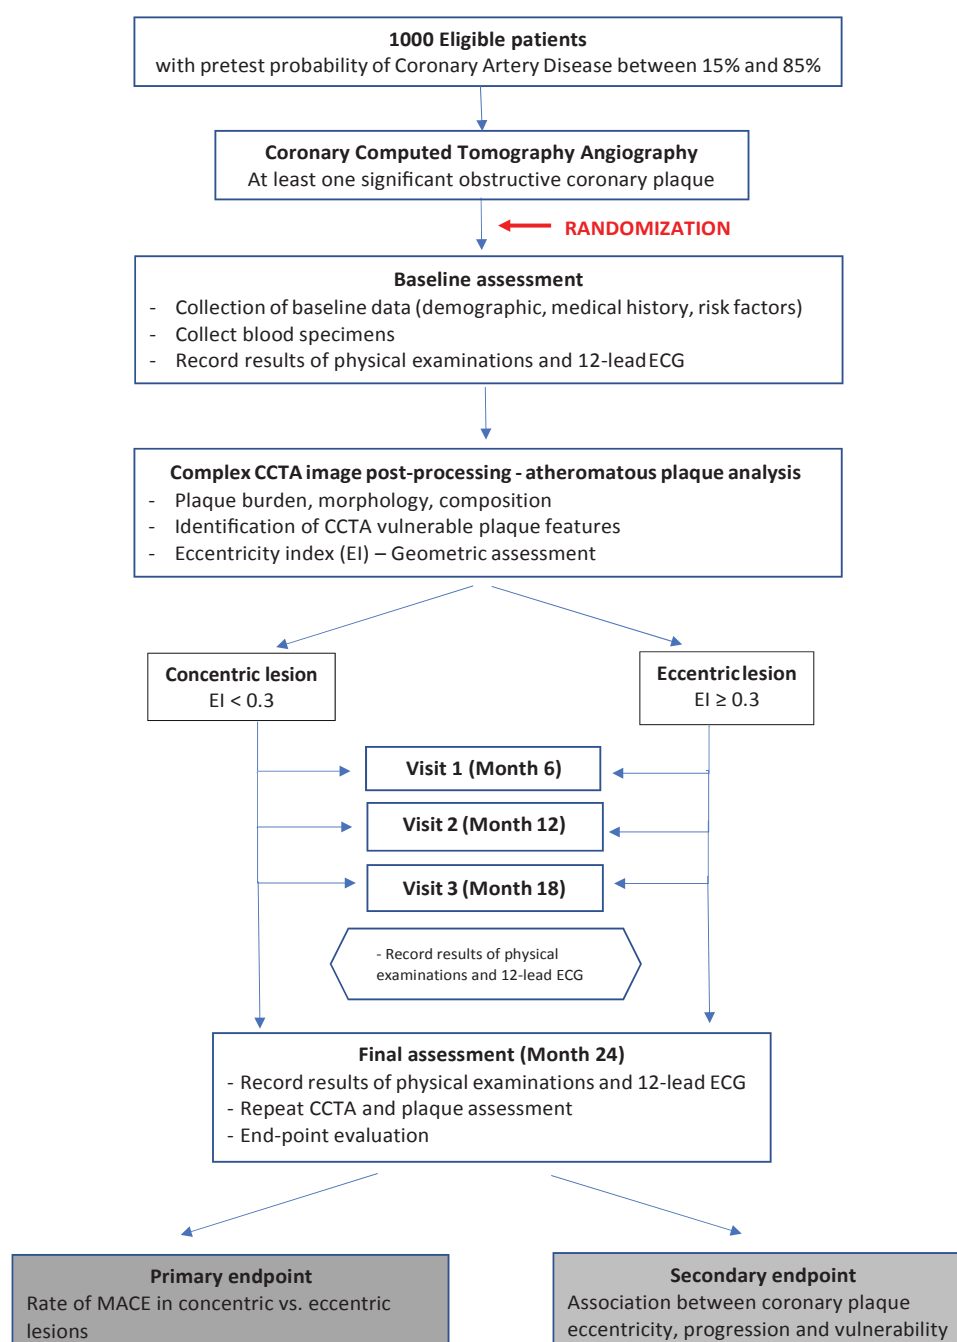 1000 Eligible patients
with pretest probability of Coronary Artery Disease between 15% and 85%
Coronary Computed Tomography Angiography
At least one significant obstructive coronary plaque
RANDOMIZATION
Baseline assessment
- Collection of baseline data (demographic, medical history, risk factors)
- Collect blood specimens
- Record results of physical examinations and 12-lead ECG
Complex CCTA image post-processing - atheromatous plaque analysis
- Plaque burden, morphology, composition
- Identification of CCTA vulnerable plaque features
- Eccentricity index (EI) – Geometric assessment
Concentric lesion
EI < 0.3
Eccentric lesion
EI ≥ 0.3
Visit 1 (Month 6)
Visit 2 (Month 12)
Visit 3 (Month 18)
- Record results of physical
examinations and 12-lead ECG
Final assessment (Month 24)
- Record results of physical examinations and 12-lead ECG
- Repeat CCTA and plaque assessment
- End-point evaluation
Primary endpoint
Rate of MACE in concentric vs. eccentric
lesions
Secondary endpoint
Association between coronary plaque
eccentricity, progression and vulnerability